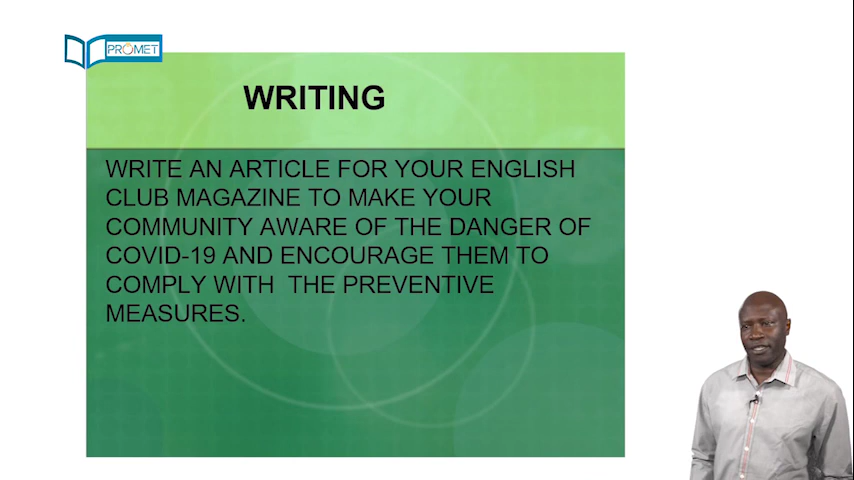 PROMET
WRITING
WRITE AN ARTICLE FOR YOUR ENGLISH
CLUB MAGAZINE TO MAKE YOUR
COMMUNITY AWARE OF THE DANGER OF
COVID-19 AND ENCOURAGE THEM TO
COMPLY WITH  THE PREVENTIVE
MEASURES.